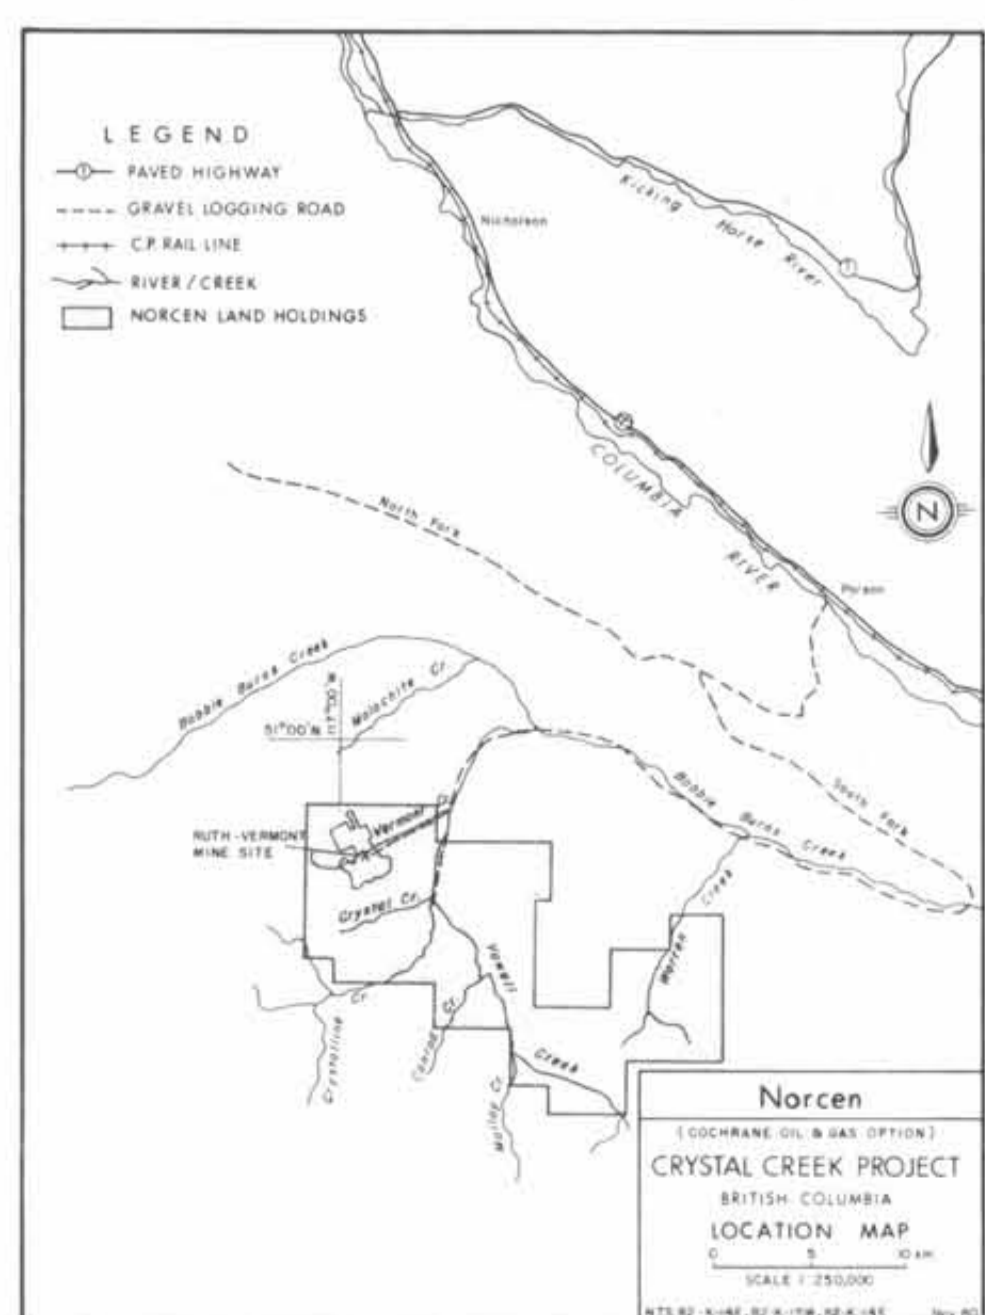 LEGEND
1 PAVED HIGHWAY
GRAVEL LOGGING ROAD
C.P. RAIL LINE
RIVER/CREEK
NORCEN LAND HOLDINGS
Nicholson
Kicking Horse River
1
N
COLUMBIA RIVER
North Fork
Parson
Bobbie Burns Creek
Malachite Cr.
117°00'W
51°00'N
South Fork
Bobbie Burns Creek
Vermont Cr.
RUTH-VERMONT
MINE SITE
Crystal Cr.
Vowell
Creek
Warren Creek
Crystalline Cr.
Conrad Cr.
Malloy Cr.
Norcen
(COCHRANE OIL & GAS OPTION)
CRYSTAL CREEK PROJECT
BRITISH COLUMBIA
LOCATION MAP
0 5 10 KM
SCALE 1:250,000